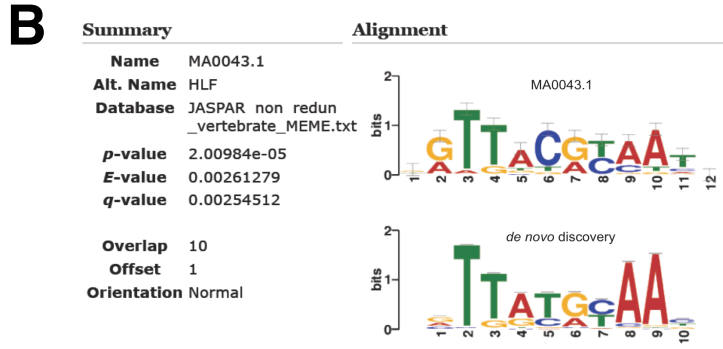 B
Summary
Name MA0043.1
Alt. Name HLF
Database JASPAR non redun
_vertebrate_MEME.txt
p-value 2.00984e-05
E-value 0.00261279
q-value 0.00254512
Overlap 10
Offset 1
Orientation Normal
Alignment
MA0043.1
2
bits
1
0
1 2 3 4 5 6 7 8 9 10 11 12
de novo discovery
2
bits
1
0
1 2 3 4 5 6 7 8 9 10